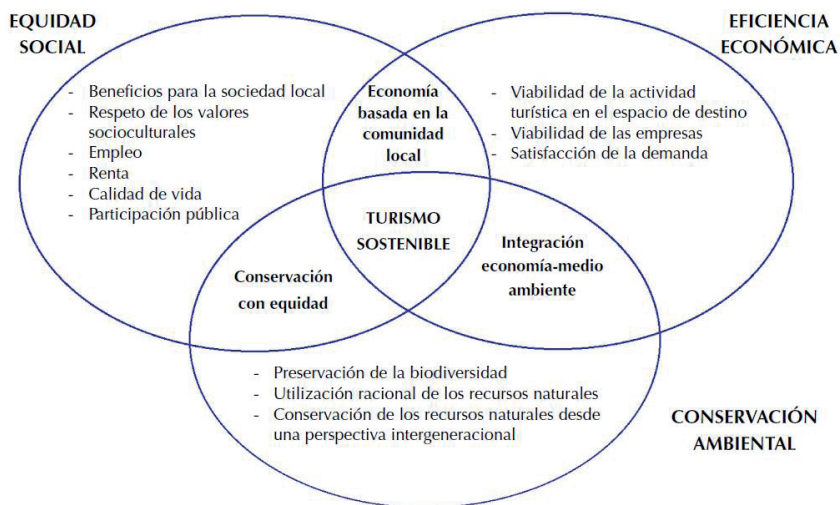 EQUIDAD
SOCIAL
- Beneficios para la sociedad local
- Respeto de los valores
socioculturales
- Empleo
- Renta
- Calidad de vida
- Participación pública
Economía
basada en la
comunidad
local
EFICIENCIA
ECONÓMICA
- Viabilidad de la actividad
turística en el espacio de destino
- Viabilidad de las empresas
- Satisfacción de la demanda
TURISMO
SOSTENIBLE
Conservación
con equidad
Integración
economía-medio
ambiente
- Preservación de la biodiversidad
- Utilización racional de los recursos naturales
- Conservación de los recursos naturales desde
una perspectiva intergeneracional
CONSERVACIÓN
AMBIENTAL